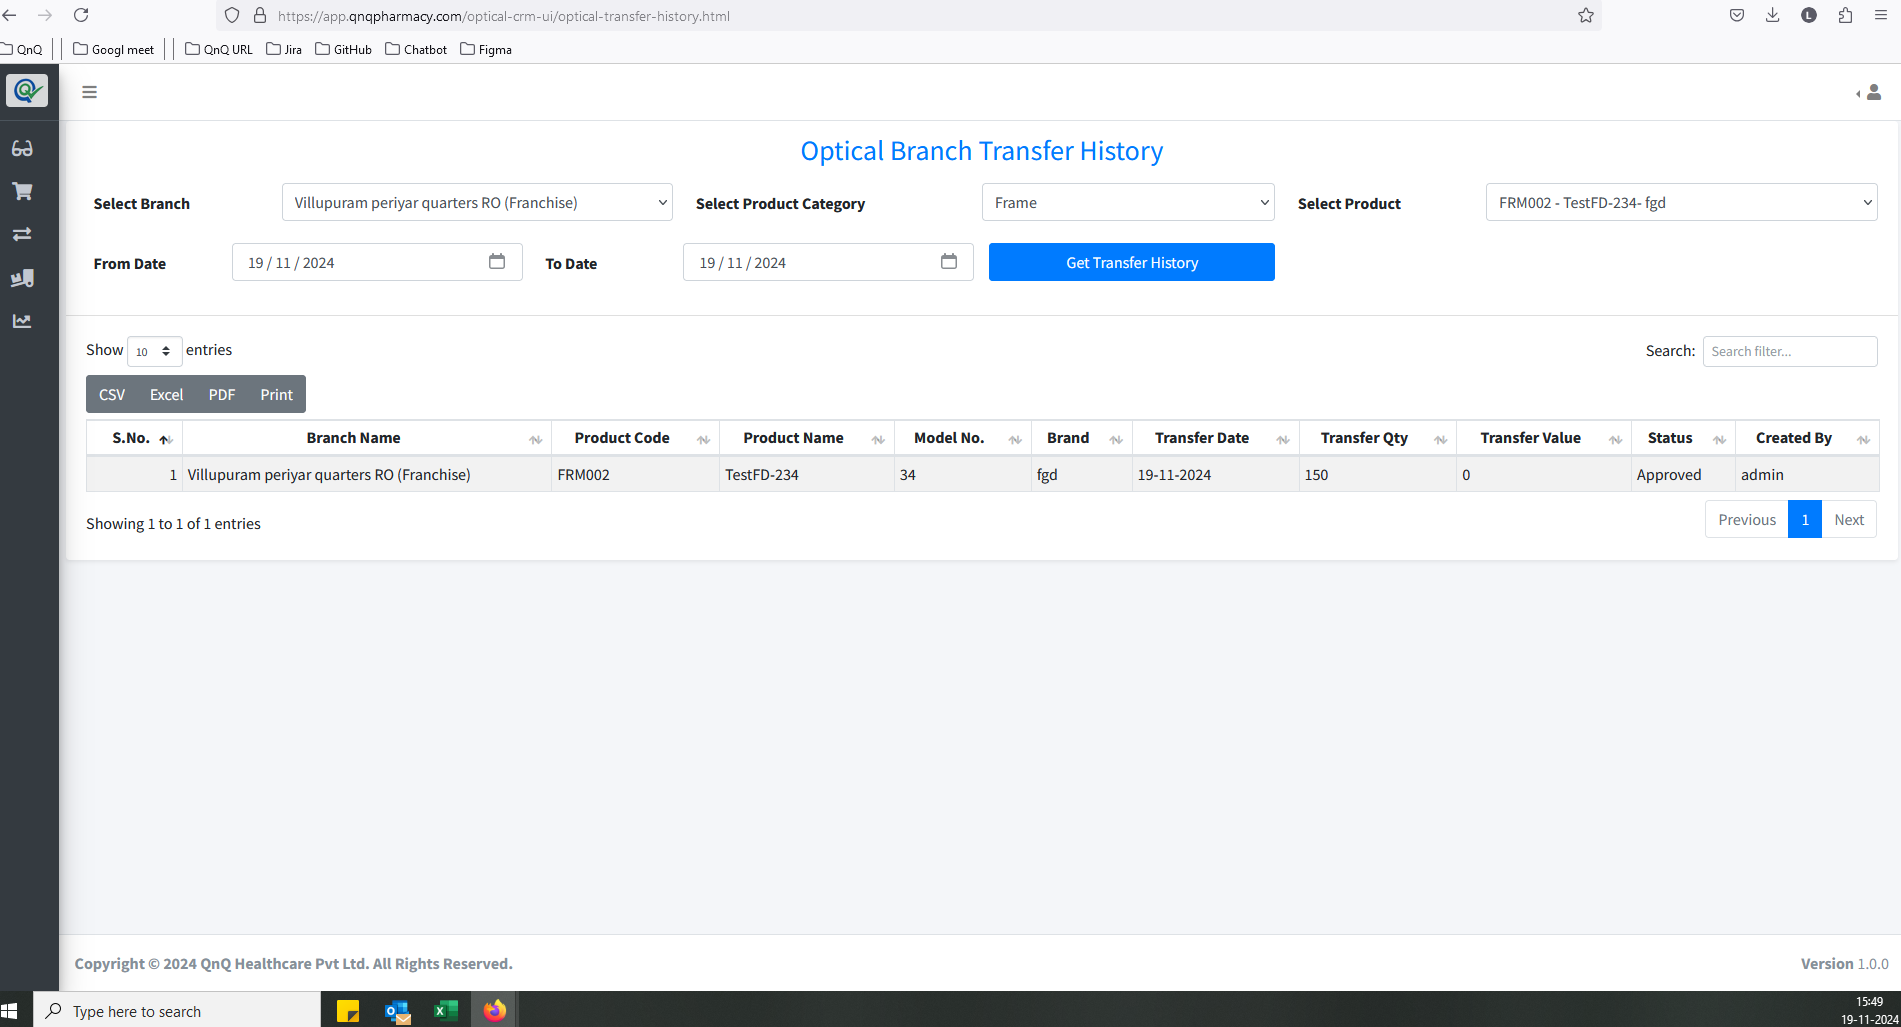 https://app.qnqpharmacy.com/optical-crm-ui/optical-transfer-history.html
L
QnQ Googl meet QnQ URL Jira GitHub Chatbot Figma
Optical Branch Transfer History
Select Branch Villupuram periyar quarters RO (Franchise) Select Product Category Frame Select Product FRM002 - TestFD-234- fgd
From Date 19 / 11 / 2024 To Date 19 / 11 / 2024 Get Transfer History
Show 10 entries Search: Search filter...
CSV Excel PDF Print
S.No. Branch Name Product Code Product Name Model No. Brand Transfer Date Transfer Qty Transfer Value Status Created By
1 Villupuram periyar quarters RO (Franchise) FRM002 TestFD-234 34 fgd 19-11-2024 150 0 Approved admin
Showing 1 to 1 of 1 entries Previous 1 Next
Copyright © 2024 QnQ Healthcare Pvt Ltd. All Rights Reserved. Version 1.0.0
Type here to search 15:49
19-11-2024